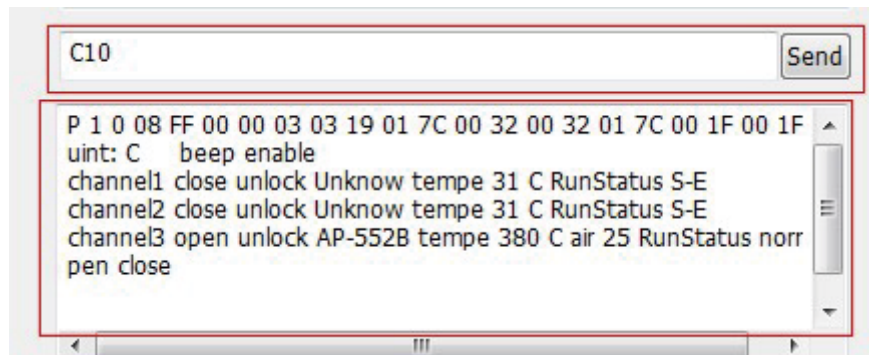 C10
Send
P 1 0 08 FF 00 00 03 03 19 01 7C 00 32 00 32 01 7C 00 1F 00 1F
uint: C beep enable
channel1 close unlock Unknow tempe 31 C RunStatus S-E
channel2 close unlock Unknow tempe 31 C RunStatus S-E
channel3 open unlock AP-552B tempe 380 C air 25 RunStatus norr
pen close